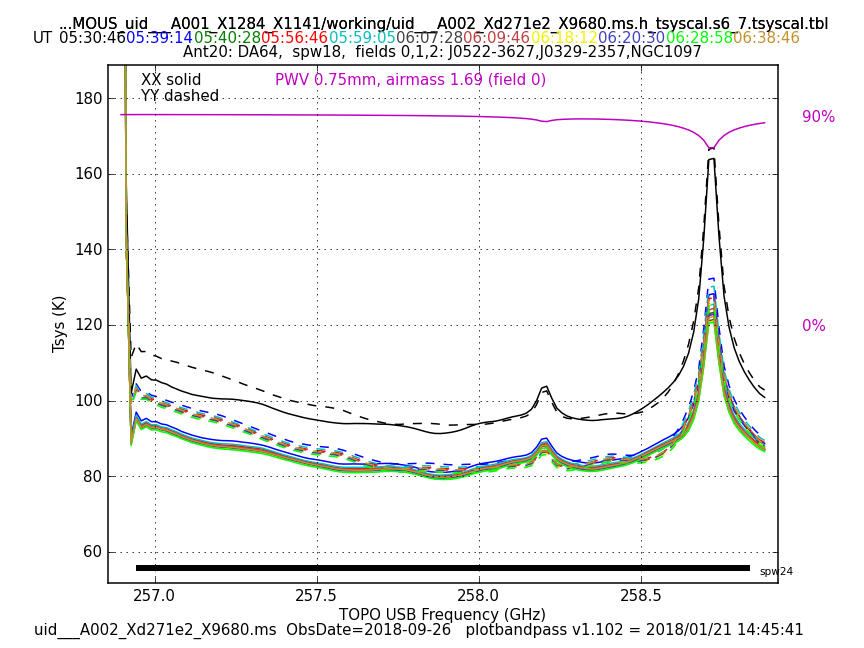 ...MOUS_uid___A001_X1284_X1141/working/uid___A002_Xd271e2_X9680.ms.h_tsyscal.s6_7.tsyscal.tbl
UT 05:30:46 05:39:14 05:40:28 05:56:46 05:59:05 06:07:28 06:09:46 06:18:12 06:20:30 06:28:58 06:38:46
Ant20: DA64, spw18, fields 0,1,2: J0522-3627,J0329-2357,NGC1097
XX solid
YY dashed
PWV 0.75mm, airmass 1.69 (field 0)
90%
0%
180
160
140
120
100
80
60
Tsys (K)
spw24
257.0 257.5 258.0 258.5
TOPO USB Frequency (GHz)
uid___A002_Xd271e2_X9680.ms ObsDate=2018-09-26 plotbandpass v1.102 = 2018/01/21 14:45:41